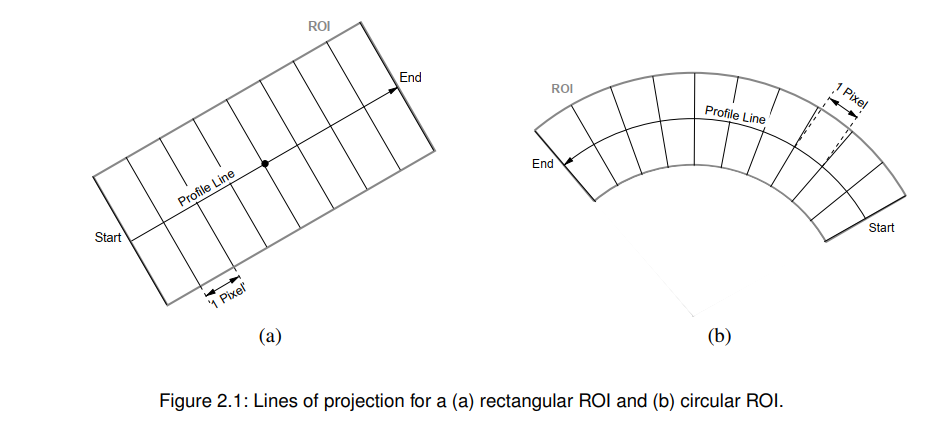 ROI
End
Profile Line
Start
'1 Pixel'
(a)
ROI
1 Pixel
Profile Line
End
Start
(b)
Figure 2.1: Lines of projection for a (a) rectangular ROI and (b) circular ROI.